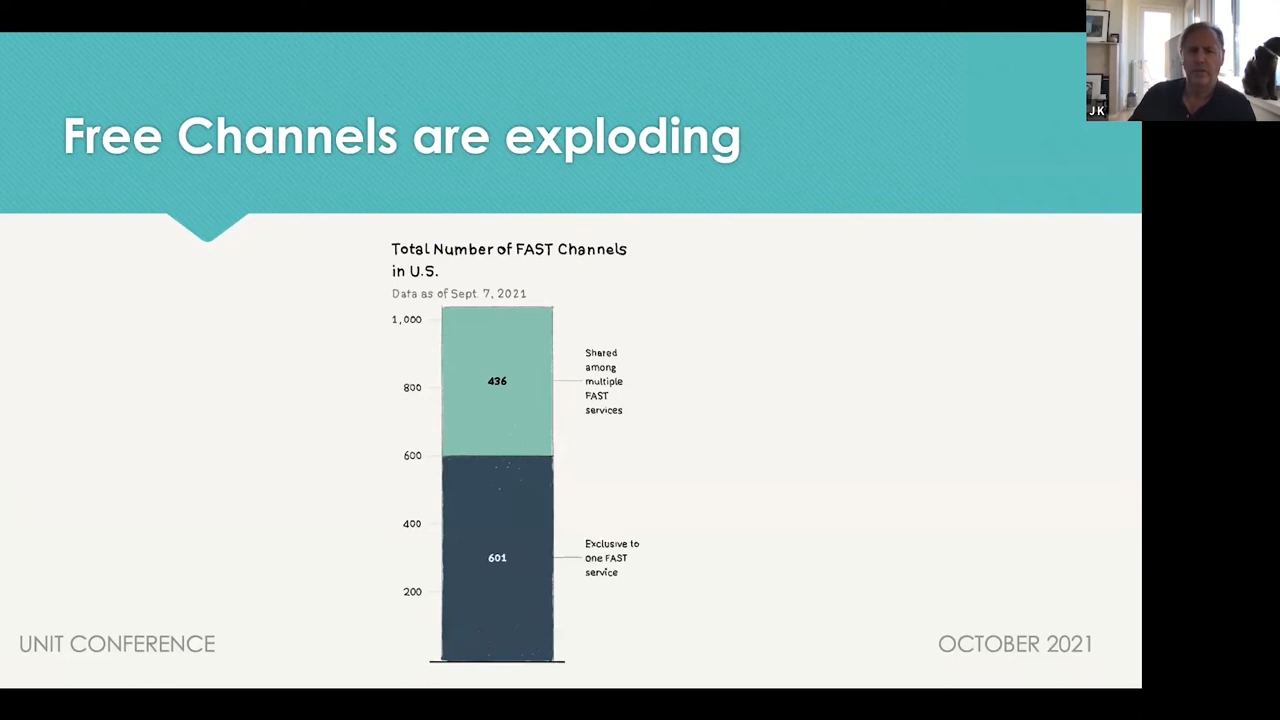 Free Channels are exploding
Total Number of FAST Channels
in U.S.
Data as of Sept. 7, 2021
1,000
800
600
400
200
436
601
Shared
among
multiple
FAST
services
Exclusive to
one FAST
service
UNIT CONFERENCE
OCTOBER 2021
JK